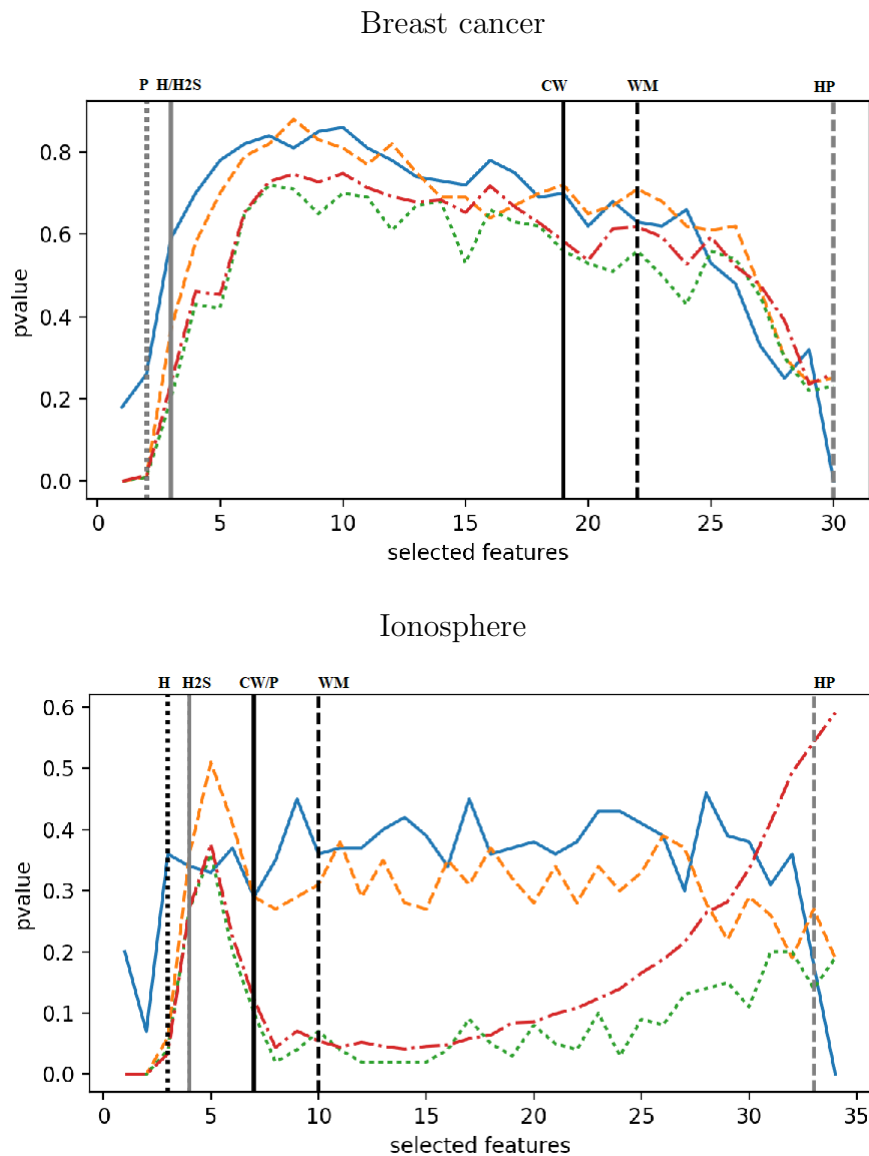 Breast cancer
P H/H2S CW WM HP
0.8
0.6
0.4
0.2
0.0
pvalue
0 5 10 15 20 25 30
selected features
Ionosphere
H H2S CW/P WM HP
0.6
0.5
0.4
0.3
0.2
0.1
0.0
pvalue
0 5 10 15 20 25 30 35
selected features